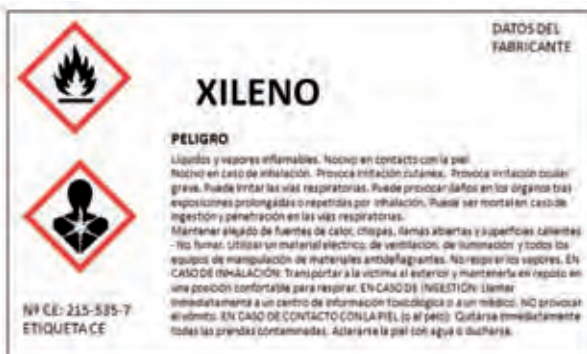 DATOS DEL
FABRICANTE
XILENO
PELIGRO
Líquidos y vapores inflamables. Nocivo en contacto con la piel
Nocivo en caso de inhalación. Provoca irritación cutánea. Provoca irritación ocular
grave. Puede irritar las vías respiratorias. Puede provocar daños en los órganos tras
exposiciones prolongadas o repetidas por inhalación. Puede ser mortal en caso de
ingestión y penetración en las vías respiratorias.
Mantener alejado de fuentes de calor, chispas, llamas abiertas y superficies calientes
- No fumar. Utilizar un material eléctrico, de ventilación, de iluminación y todos los
equipos de manipulación de materiales antideflagrantes. No respirar los vapores. EN
CASO DE INHALACIÓN: Transportar a la víctima al exterior y mantenerla en reposo en
una posición confortable para respirar. EN CASO DE INGESTIÓN: Llamar
inmediatamente a un centro de información toxicológica o a un médico. NO provocar
el vómito. EN CASO DE CONTACTO CON LA PIEL (o el pelo): Quitarse inmediatamente
todas las prendas contaminadas. Aclararse la piel con agua o ducharse.
Nº CE: 215-535-7
ETIQUETA CE